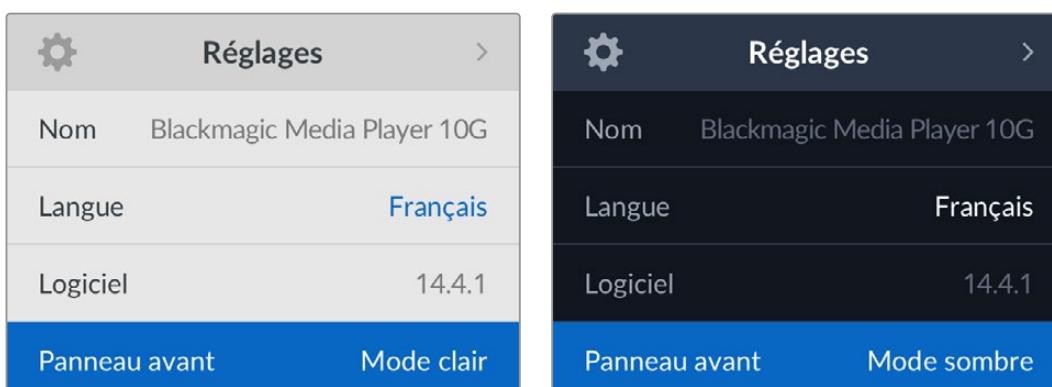 Réglages
Nom Blackmagic Media Player 10G
Langue Français
Logiciel 14.4.1
Panneau avant Mode clair
Réglages
Nom Blackmagic Media Player 10G
Langue Français
Logiciel 14.4.1
Panneau avant Mode sombre